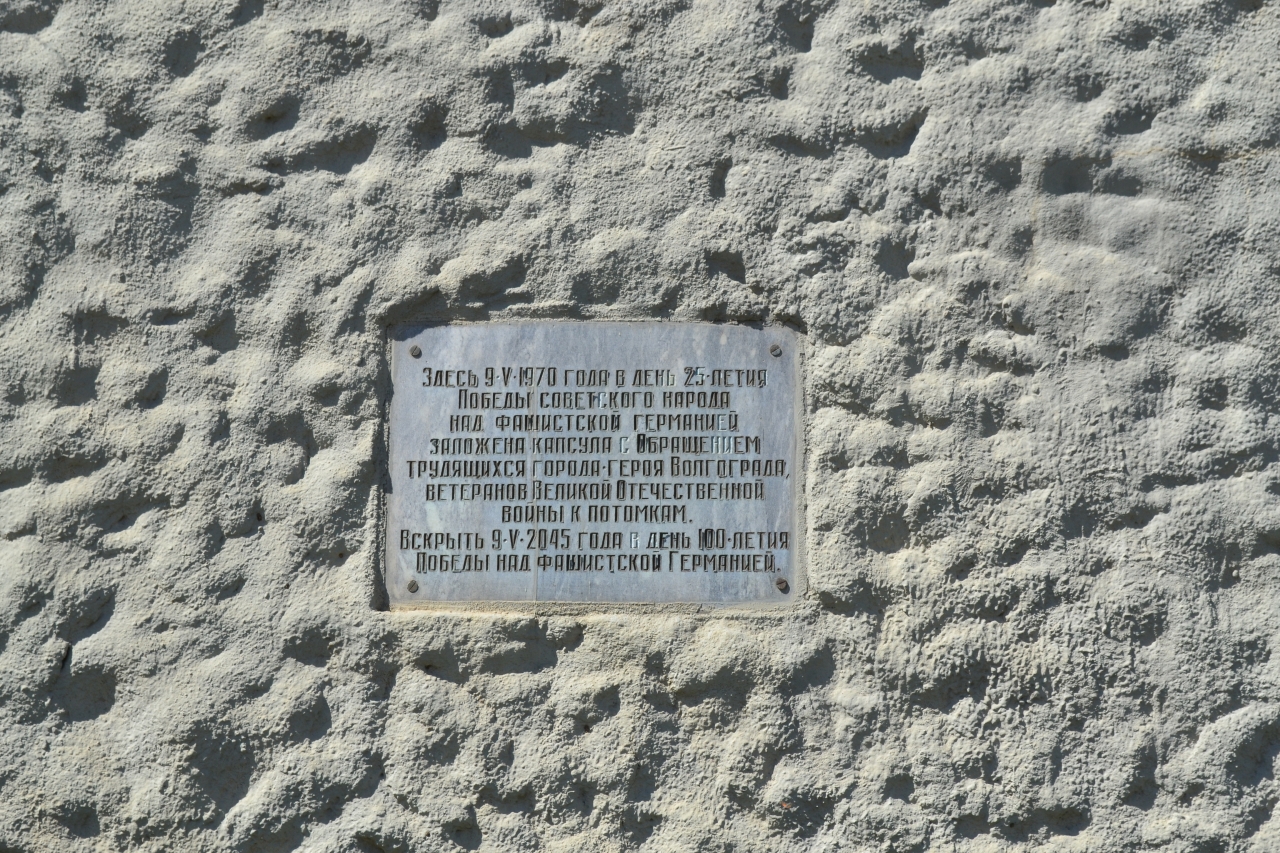 Здесь 9·V·1970 года в день 25·летия
Победы советского народа
над фашистской германией
заложена капсула с Обращением
трудящихся города·героя Волгограда,
ветеранов Великой Отечественной
войны к потомкам.
Вскрыть 9·V·2045 года в день 100·летия
Победы над фашистской Германией.